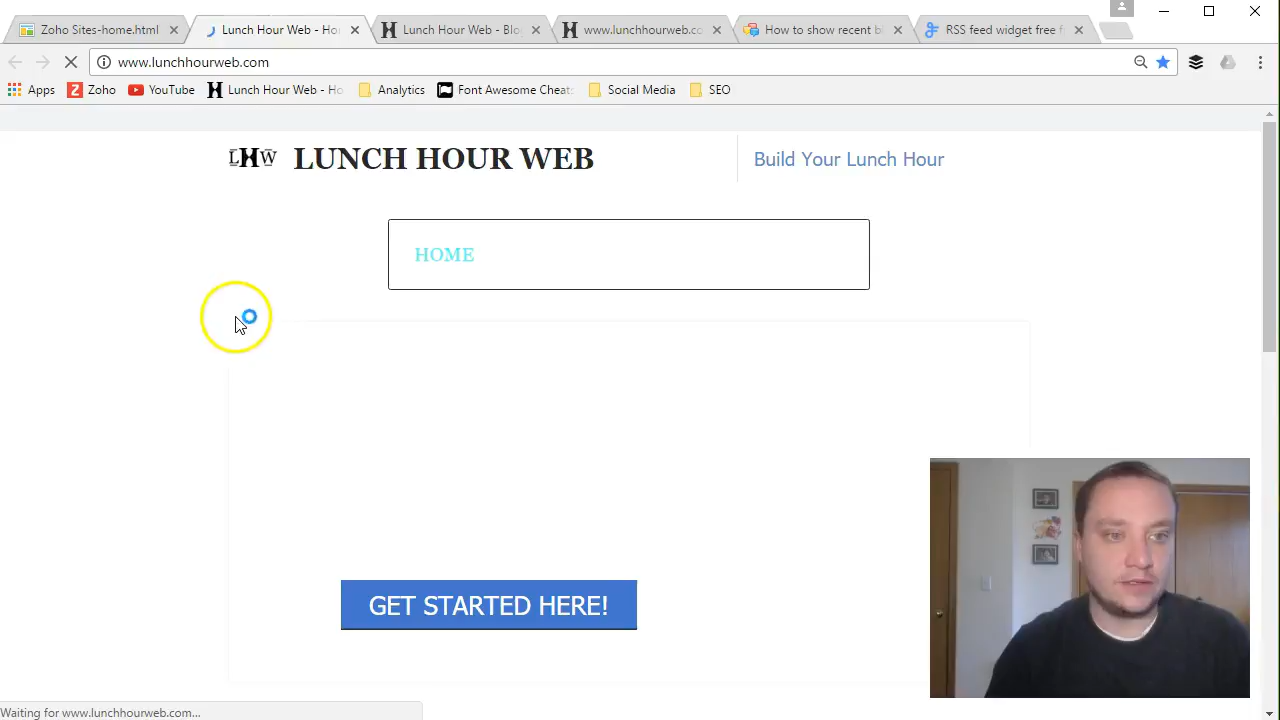 Zoho Sites-home.html
Lunch Hour Web - Ho
Lunch Hour Web - Blo
www.lunchhourweb.co
How to show recent bl
RSS feed widget free f
www.lunchhourweb.com
Apps
Zoho
YouTube
Lunch Hour Web - Ho
Analytics
Font Awesome Cheat
Social Media
SEO
LHW
LUNCH HOUR WEB
Build Your Lunch Hour
HOME
GET STARTED HERE!
Waiting for www.lunchhourweb.com...